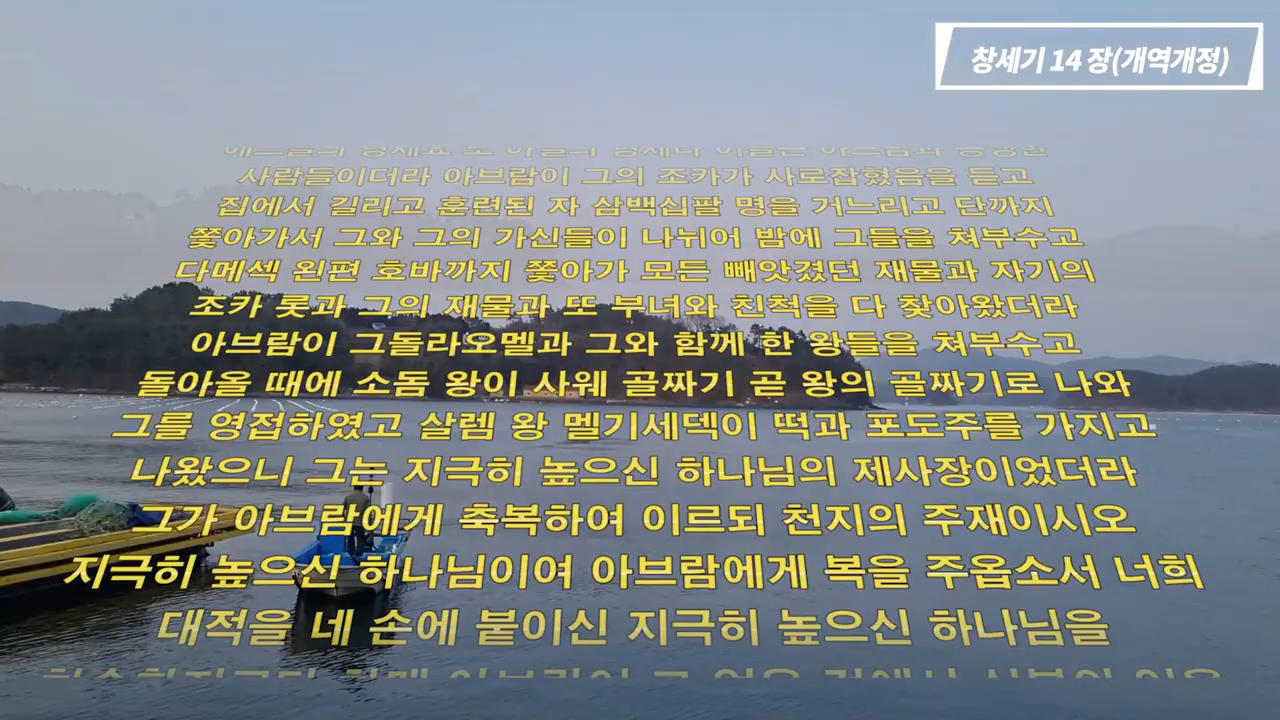 창세기 14 장(개역개정)
사람들이더라 아브람이 그의 조카가 사로잡혔음을 듣고
집에서 길리고 훈련된 자 삼백십팔 명을 거느리고 단까지
쫓아가서 그와 그의 가신들이 나뉘어 밤에 그들을 쳐부수고
다메섹 왼편 호바까지 쫓아가 모든 빼앗겼던 재물과 자기의
조카 롯과 그의 재물과 또 부녀와 친척을 다 찾아왔더라
아브람이 그돌라오멜과 그와 함께 한 왕들을 쳐부수고
돌아올 때에 소돔 왕이 사웨 골짜기 곧 왕의 골짜기로 나와
그를 영접하였고 살렘 왕 멜기세덱이 떡과 포도주를 가지고
나왔으니 그는 지극히 높으신 하나님의 제사장이었더라
그가 아브람에게 축복하여 이르되 천지의 주재이시오
지극히 높으신 하나님이여 아브람에게 복을 주옵소서 너희
대적을 네 손에 붙이신 지극히 높으신 하나님을